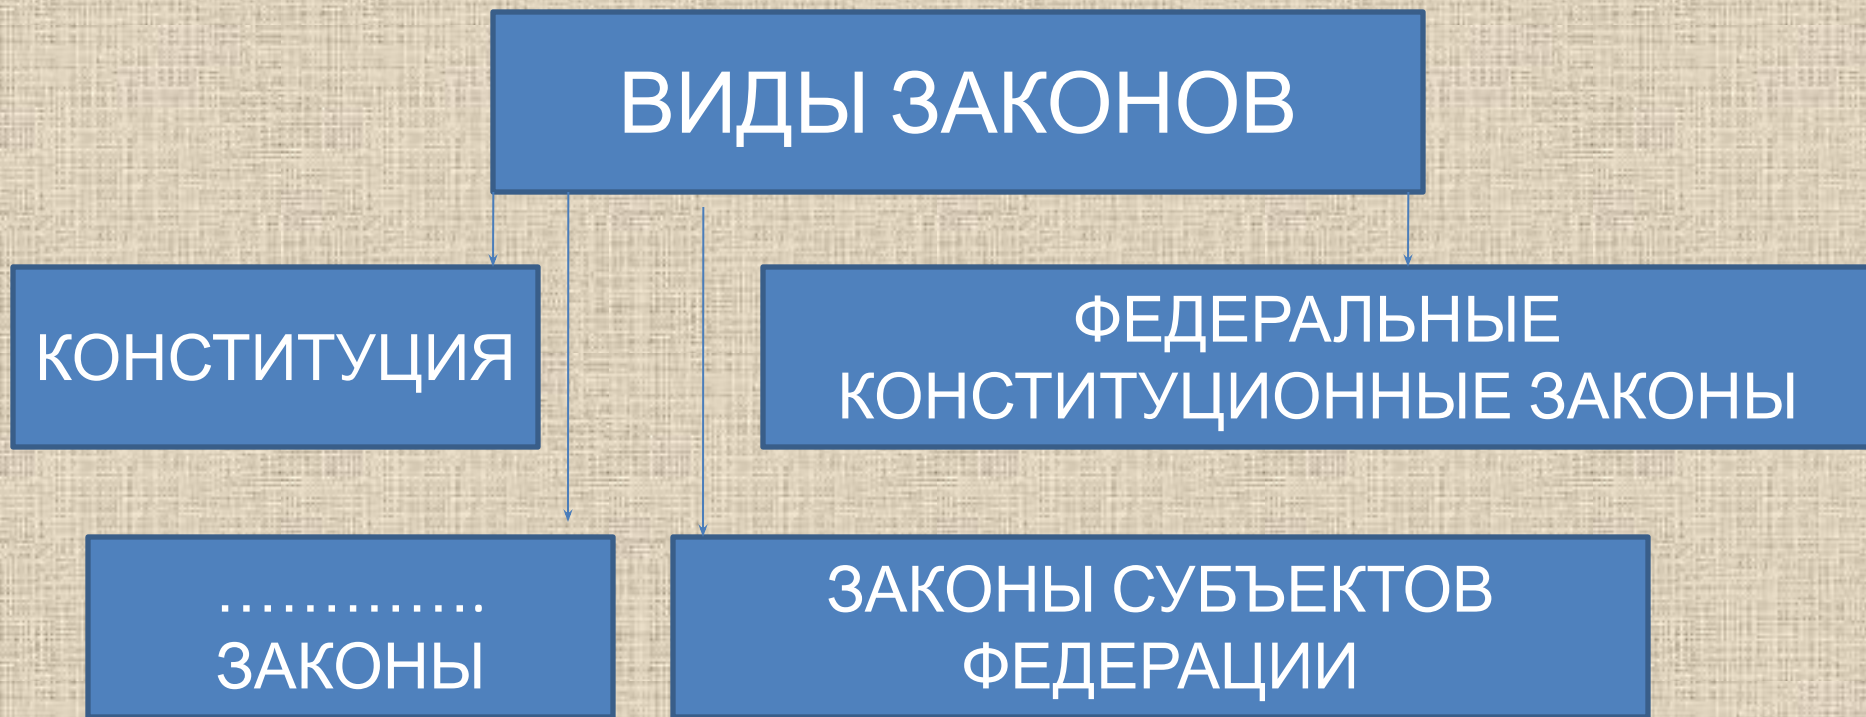 ВИДЫ ЗАКОНОВ
КОНСТИТУЦИЯ
ФЕДЕРАЛЬНЫЕ
КОНСТИТУЦИОННЫЕ ЗАКОНЫ
………….
ЗАКОНЫ
ЗАКОНЫ СУБЪЕКТОВ
ФЕДЕРАЦИИ